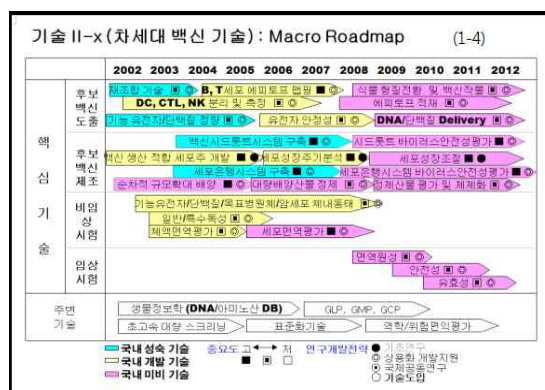 기술 II-x (차세대 백신 기술) : Macro Roadmap (1-4)
2002 2003 2004 2005 2006 2007 2008 2009 2010 2011 2012
핵심기술
후보 백신 도출
재조합 기술
B, T세포 에피토프 맵핑
식물형질전환 및 백신작물
DC, CTL, NK 분리 및 측정
에피토프 적재
기능 유전자/단백질 정량
유전자 안정성
DNA/단백질 Delivery
후보 백신 제조
백신시드롯트시스템 구축
시드롯트 바이러스안정성평가
백신 생산 적합 세포주 개발
세포성장주기분석
세포성장조절
세포은행시스템 구축
세포은행시스템 바이러스안정성평가
순차적 규모확대 배양
대량배양산물 정제
정제산물 평가 및 제제화
비임상 시험
기능유전자/단백질/목표병원체/암세포 체내동태
일반/특수독성
체액면역평가
세포면역평가
임상 시험
면역원성
안전성
유효성
주변 기술
생물정보학 (DNA/아미노산 DB)
GLP, GMP, GCP
초고속 대량 스크리닝
표준화기술
역학/위험편익평가
국내 성숙 기술
국내 개발 기술
국내 미비 기술
중요도 고 저
연구개발전략
기초연구
상용화 개발지원
국제공동연구
기술도입